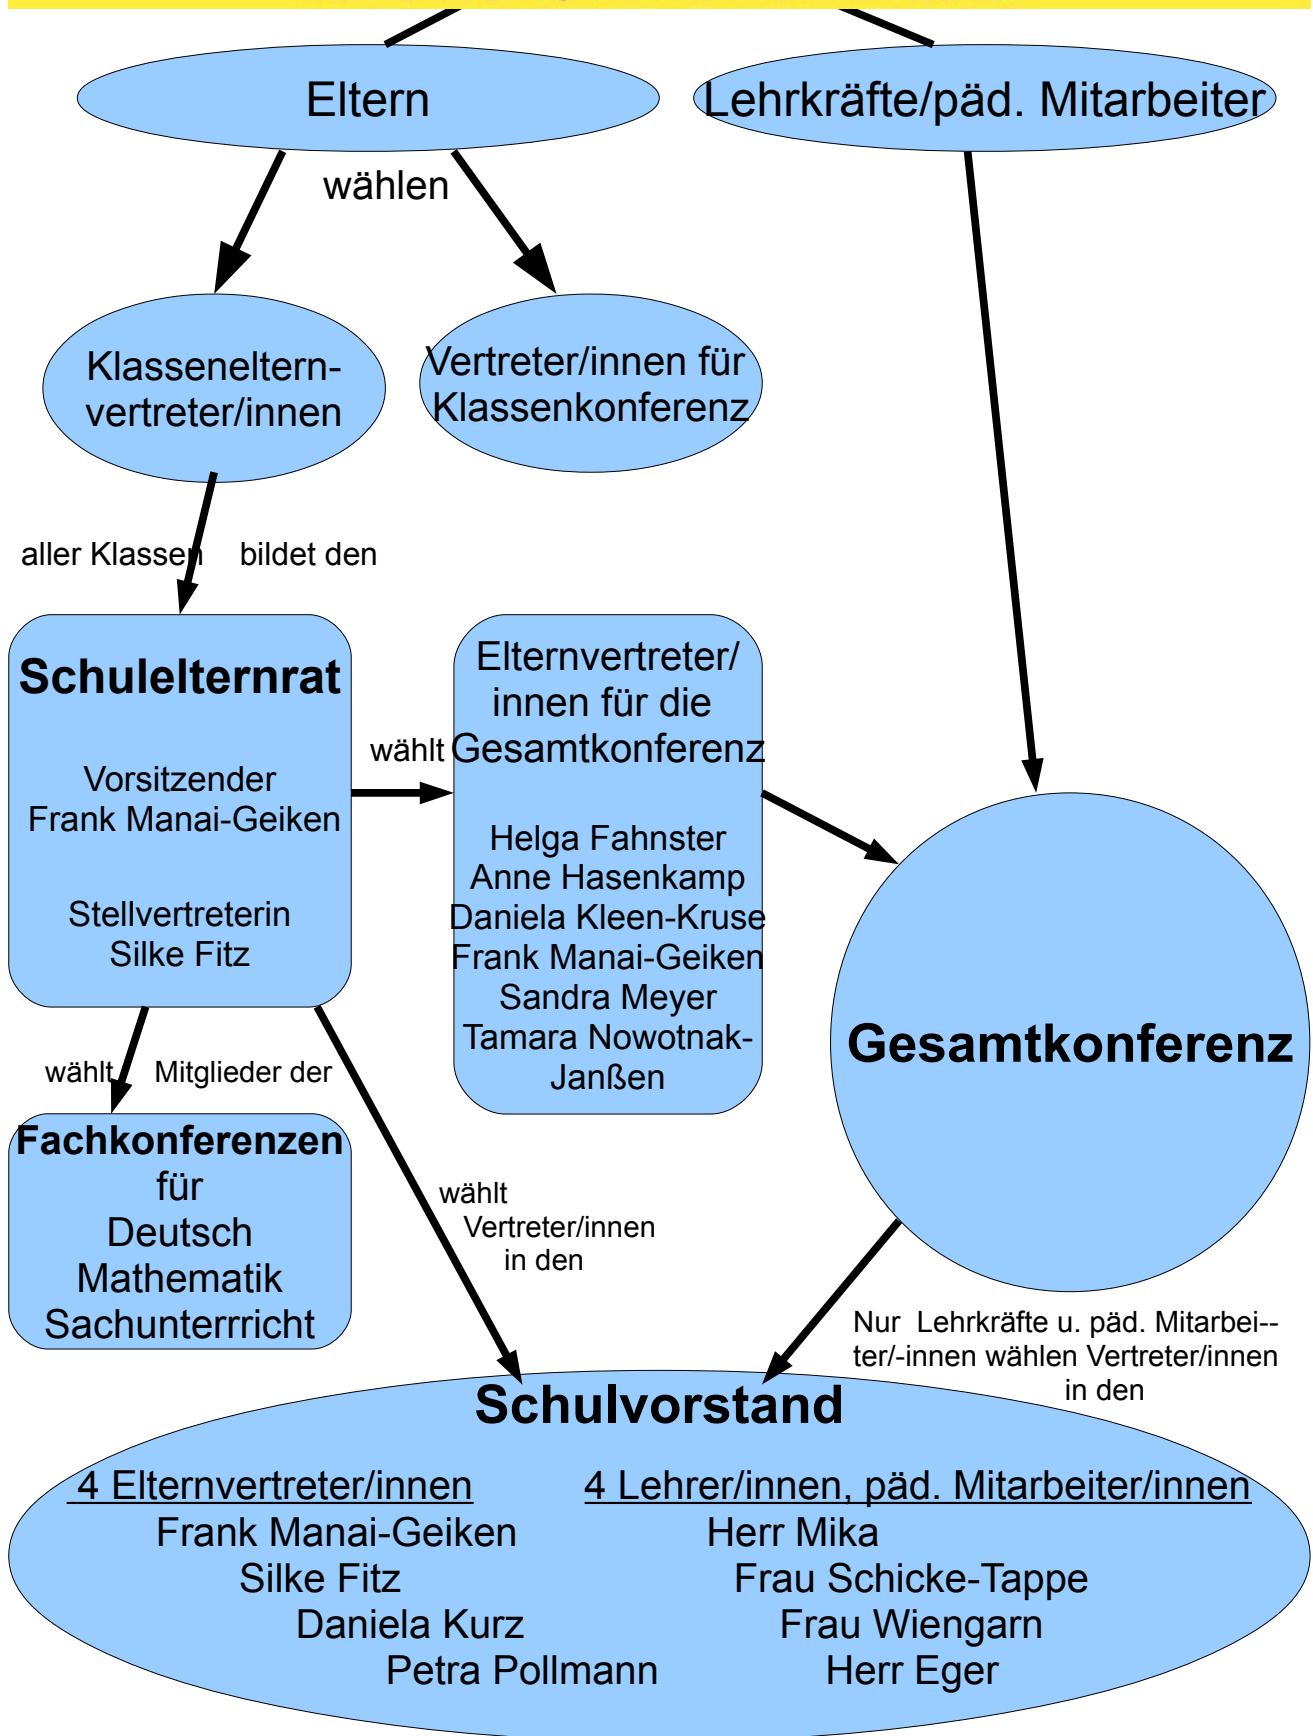 Eltern
Lehrkräfte/päd. Mitarbeiter
wählen
Klasseneltern-
vertreter/innen
Vertreter/innen für
Klassenkonferenz
aller Klassen bildet den
Schulelternrat
Vorsitzender
Frank Manai-Geiken
Stellvertreterin
Silke Fitz
wählt
Elternvertreter/
innen für die
Gesamtkonferenz
Helga Fahnster
Anne Hasenkamp
Daniela Kleen-Kruse
Frank Manai-Geiken
Sandra Meyer
Tamara Nowotnak-
Janßen
Gesamtkonferenz
wählt Mitglieder der
Fachkonferenzen
für
Deutsch
Mathematik
Sachunterrricht
wählt
Vertreter/innen
in den
Nur Lehrkräfte u. päd. Mitarbei--
ter/-innen wählen Vertreter/innen
in den
Schulvorstand
4 Elternvertreter/innen
Frank Manai-Geiken
Silke Fitz
Daniela Kurz
Petra Pollmann
4 Lehrer/innen, päd. Mitarbeiter/innen
Herr Mika
Frau Schicke-Tappe
Frau Wiengarn
Herr Eger